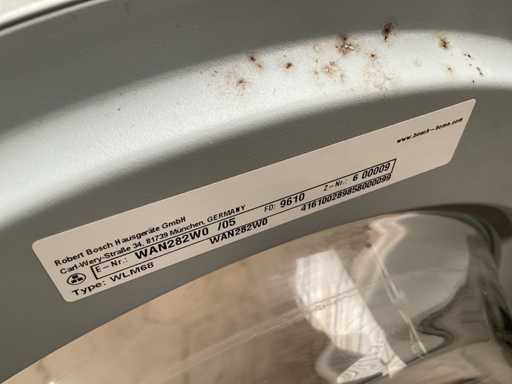 www.bosch-home.com
Robert Bosch Hausgeräte GmbH
Carl-Wery-Straße 34, 81739 München, GERMANY
E-Nr.: WAN282W0 /05 FD: 9610 Z-Nr.: 6 00009
Type: WLM68 WAN282W0 416100289858000099